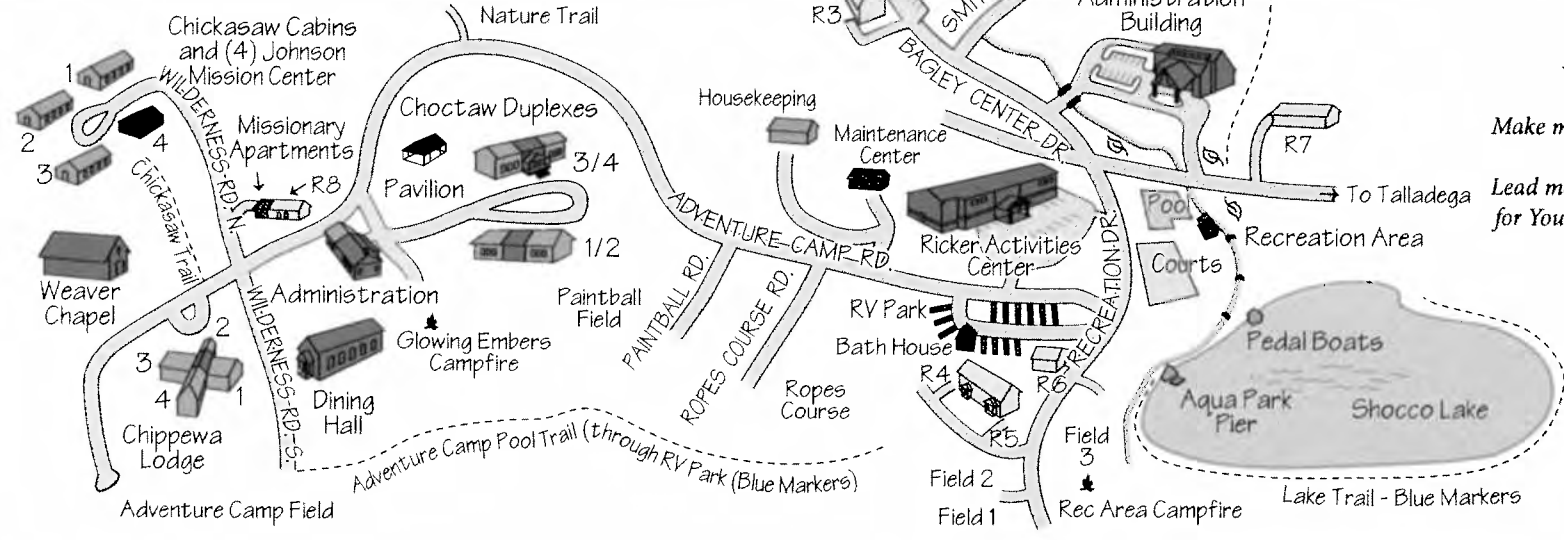 Nature Trail
Chickasaw Cabins
and (4) Johnson
Mission Center
1
2
3
4
WILDERNESS RD. N.
Chickasaw Trail
Missionary
Apartments
R8
Choctaw Duplexes
3/4
Pavilion
1/2
Weaver
Chapel
Administration
Glowing Embers
Campfire
Dining
Hall
WILDERNESS RD. S.
2
3
4
1
Chippewa
Lodge
Adventure Camp Field
Adventure Camp Pool Trail (through RV Park (Blue Markers)
Paintball
Field
PAINTBALL RD.
ROPES COURSE RD.
Ropes
Course
ADVENTURE CAMP RD.
Housekeeping
Maintenance
Center
Ricker Activities
Center
R3
SMI
BAGLEY CENTER DR.
Administration
Building
R7
To Talladega
Pool
Courts
Recreation Area
RECREATION DR.
RECREATION
RV Park
Bath House
R4
R6
R5
Field
3
Field 2
Field 1
Rec Area Campfire
Pedal Boats
Aqua Park
Pier
Shocco Lake
Lake Trail - Blue Markers
Make m
Lead m
for You